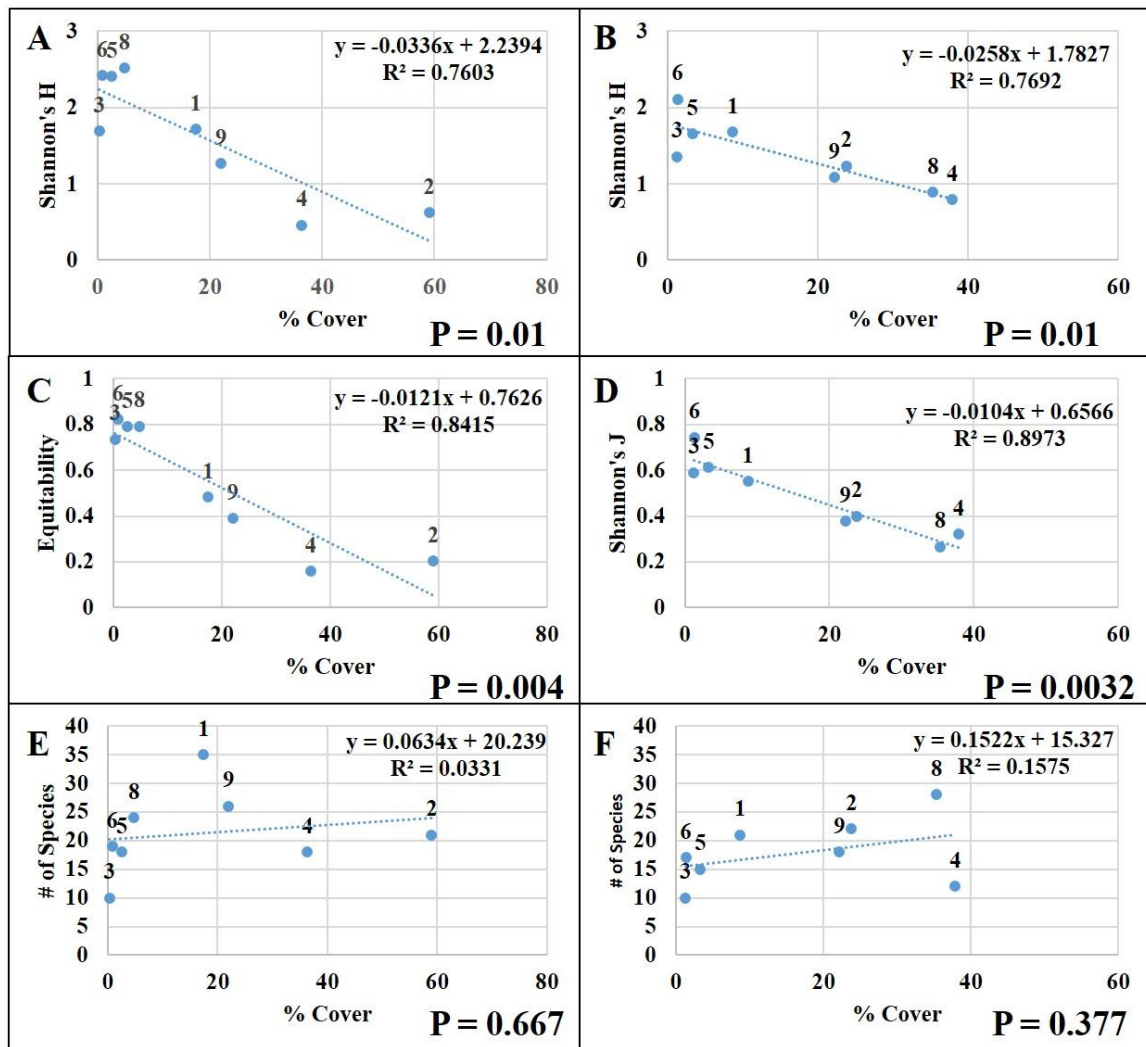 A
y = -0.0336x + 2.2394
R² = 0.7603
Shannon's H
3
2
1
0
6 5 8
3
1
9
4
2
0 20 40 60 80
% Cover
P = 0.01
B
y = -0.0258x + 1.7827
R² = 0.7692
Shannon's H
3
2
1
0
6
3 5 1
9 2
8 4
0 20 40 60
% Cover
P = 0.01
C
y = -0.0121x + 0.7626
R² = 0.8415
Equitability
1
0.8
0.6
0.4
0.2
0
6
3 5 8
1
9
4
2
0 20 40 60 80
% Cover
P = 0.004
D
y = -0.0104x + 0.6566
R² = 0.8973
Shannon's J
1
0.8
0.6
0.4
0.2
0
6
3 5
1
9 2
8 4
0 20 40 60
% Cover
P = 0.0032
E
y = 0.0634x + 20.239
R² = 0.0331
# of Species
40
35
30
25
20
15
10
5
0
1
9
8
6 5
3
4
2
0 20 40 60 80
% Cover
P = 0.667
F
y = 0.1522x + 15.327
R² = 0.1575
# of Species
40
35
30
25
20
15
10
5
0
8
1 2
6 5 9
3
4
0 20 40 60
% Cover
P = 0.377